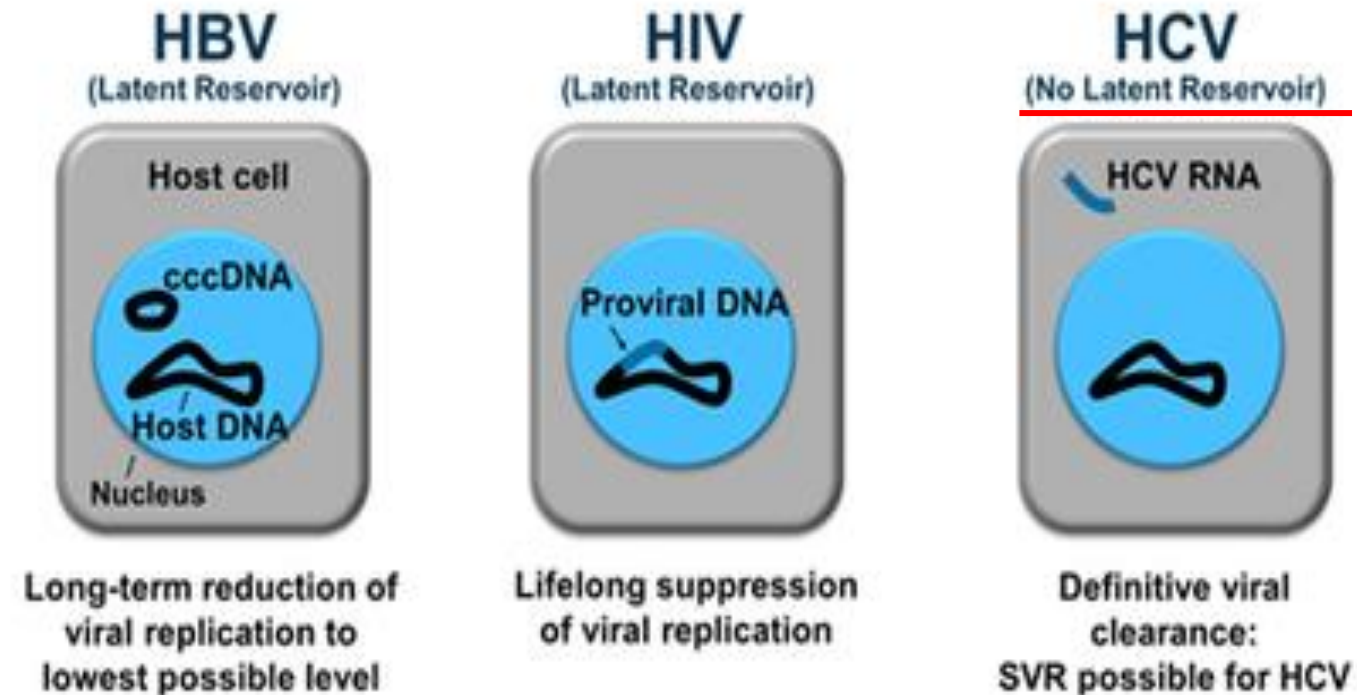 HBV
(Latent Reservoir)
Host cell
cccDNA
Host DNA
Nucleus
Long-term reduction of
viral replication to
lowest possible level
HIV
(Latent Reservoir)
Proviral DNA
Lifelong suppression
of viral replication
HCV
(No Latent Reservoir)
HCV RNA
Definitive viral
clearance:
SVR possible for HCV